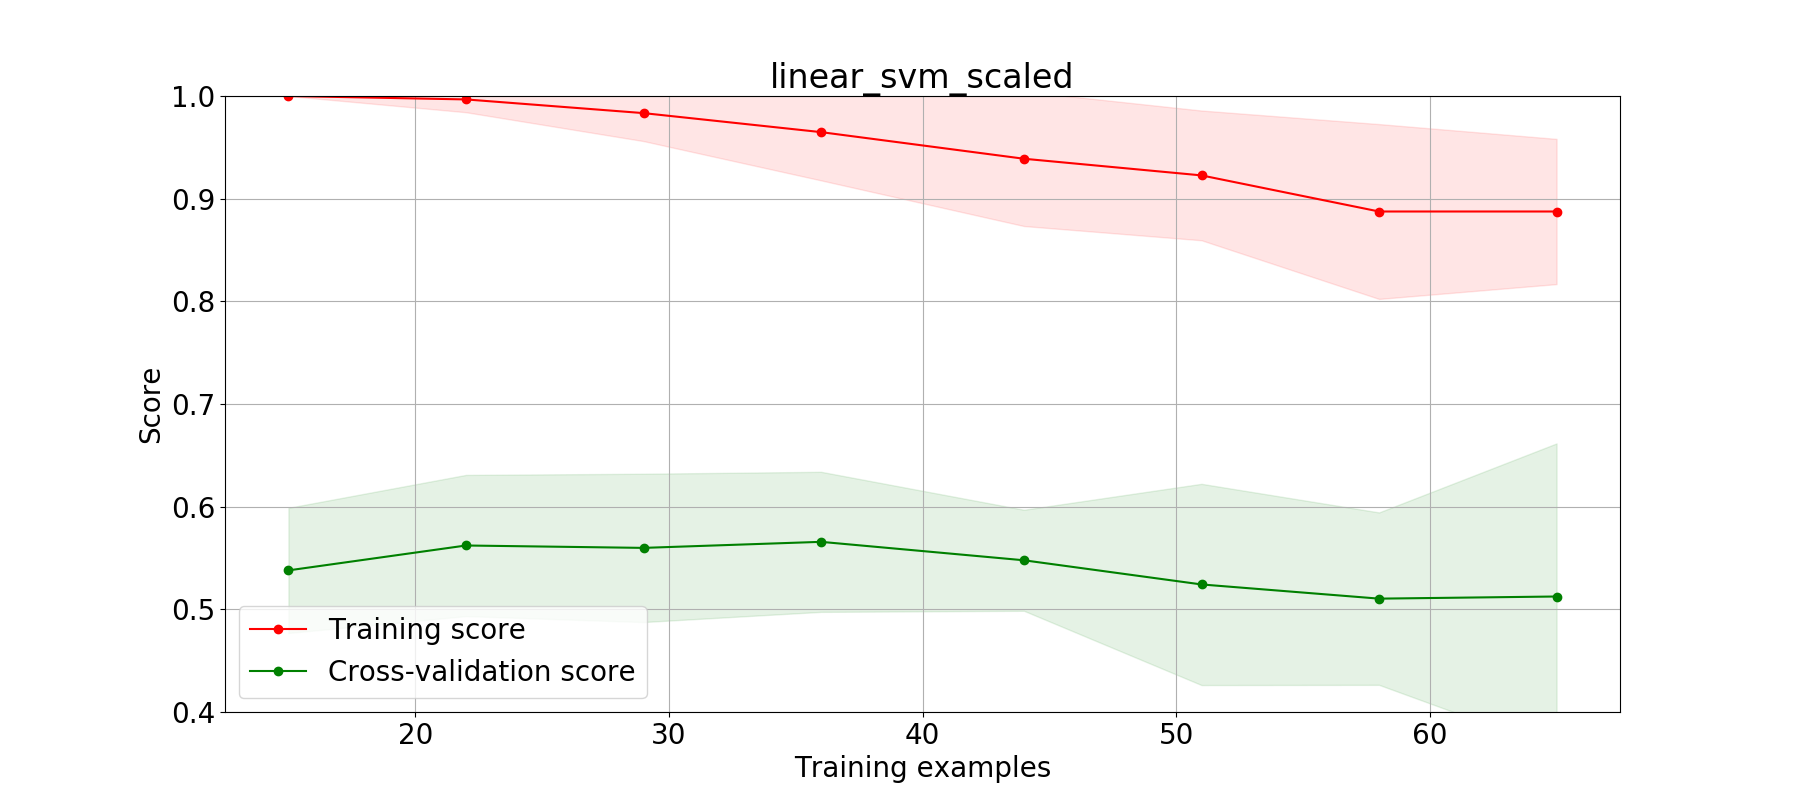 linear_svm_scaled
1.0
0.9
0.8
0.7
0.6
0.5
0.4
Score
Training score
Cross-validation score
20 30 40 50 60
Training examples